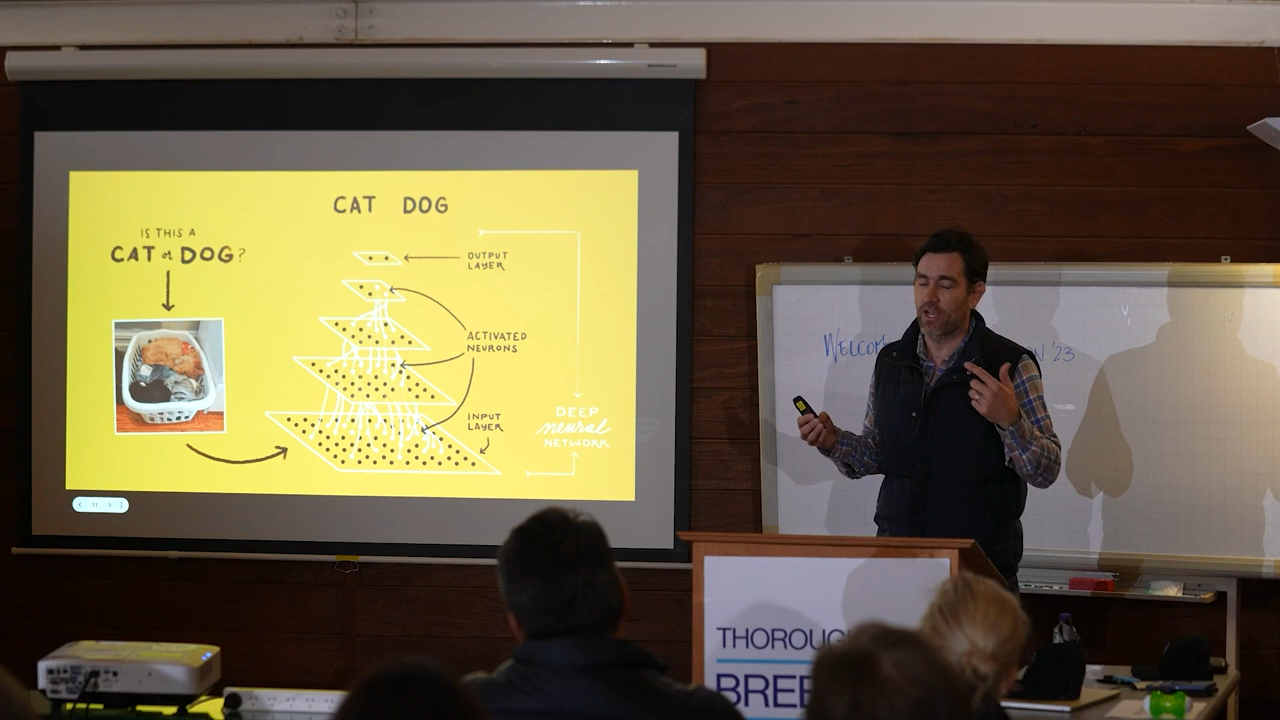 CAT DOG
IS THIS A
CAT or DOG?
OUTPUT
LAYER
ACTIVATED
NEURONS
INPUT
LAYER
DEEP
neural
NETWORK
11
WELCOM
'23
THOROUG
BREE